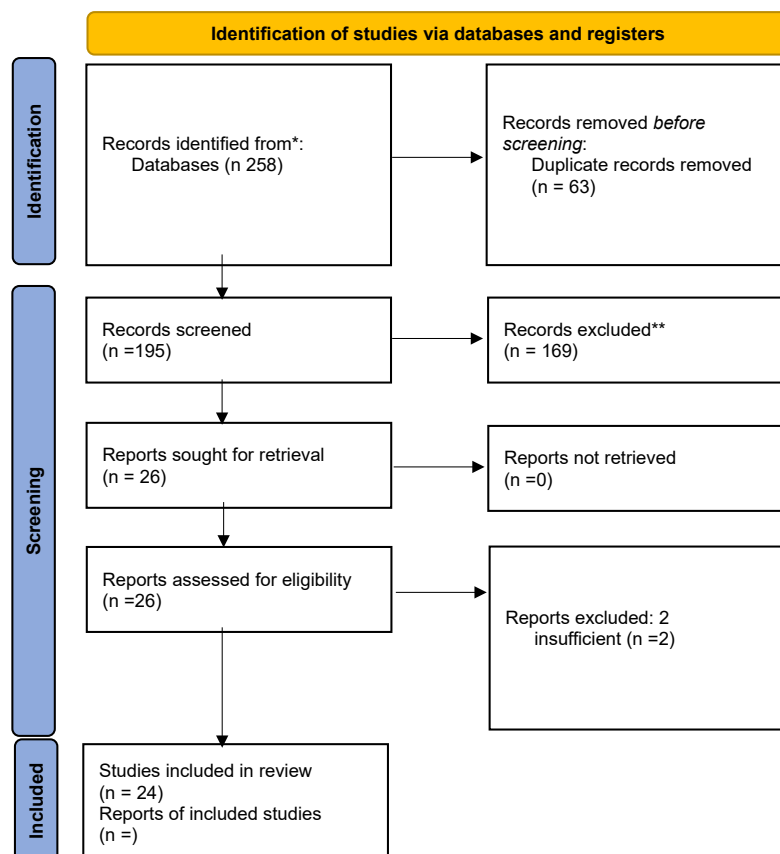 Identification of studies via databases and registers
Identification
Records identified from*:
Databases (n 258)
Records removed before
screening:
Duplicate records removed
(n = 63)
Screening
Records screened
(n =195)
Records excluded**
(n = 169)
Reports sought for retrieval
(n = 26)
Reports not retrieved
(n =0)
Reports assessed for eligibility
(n =26)
Reports excluded: 2
insufficient (n =2)
Included
Studies included in review
(n = 24)
Reports of included studies
(n =)